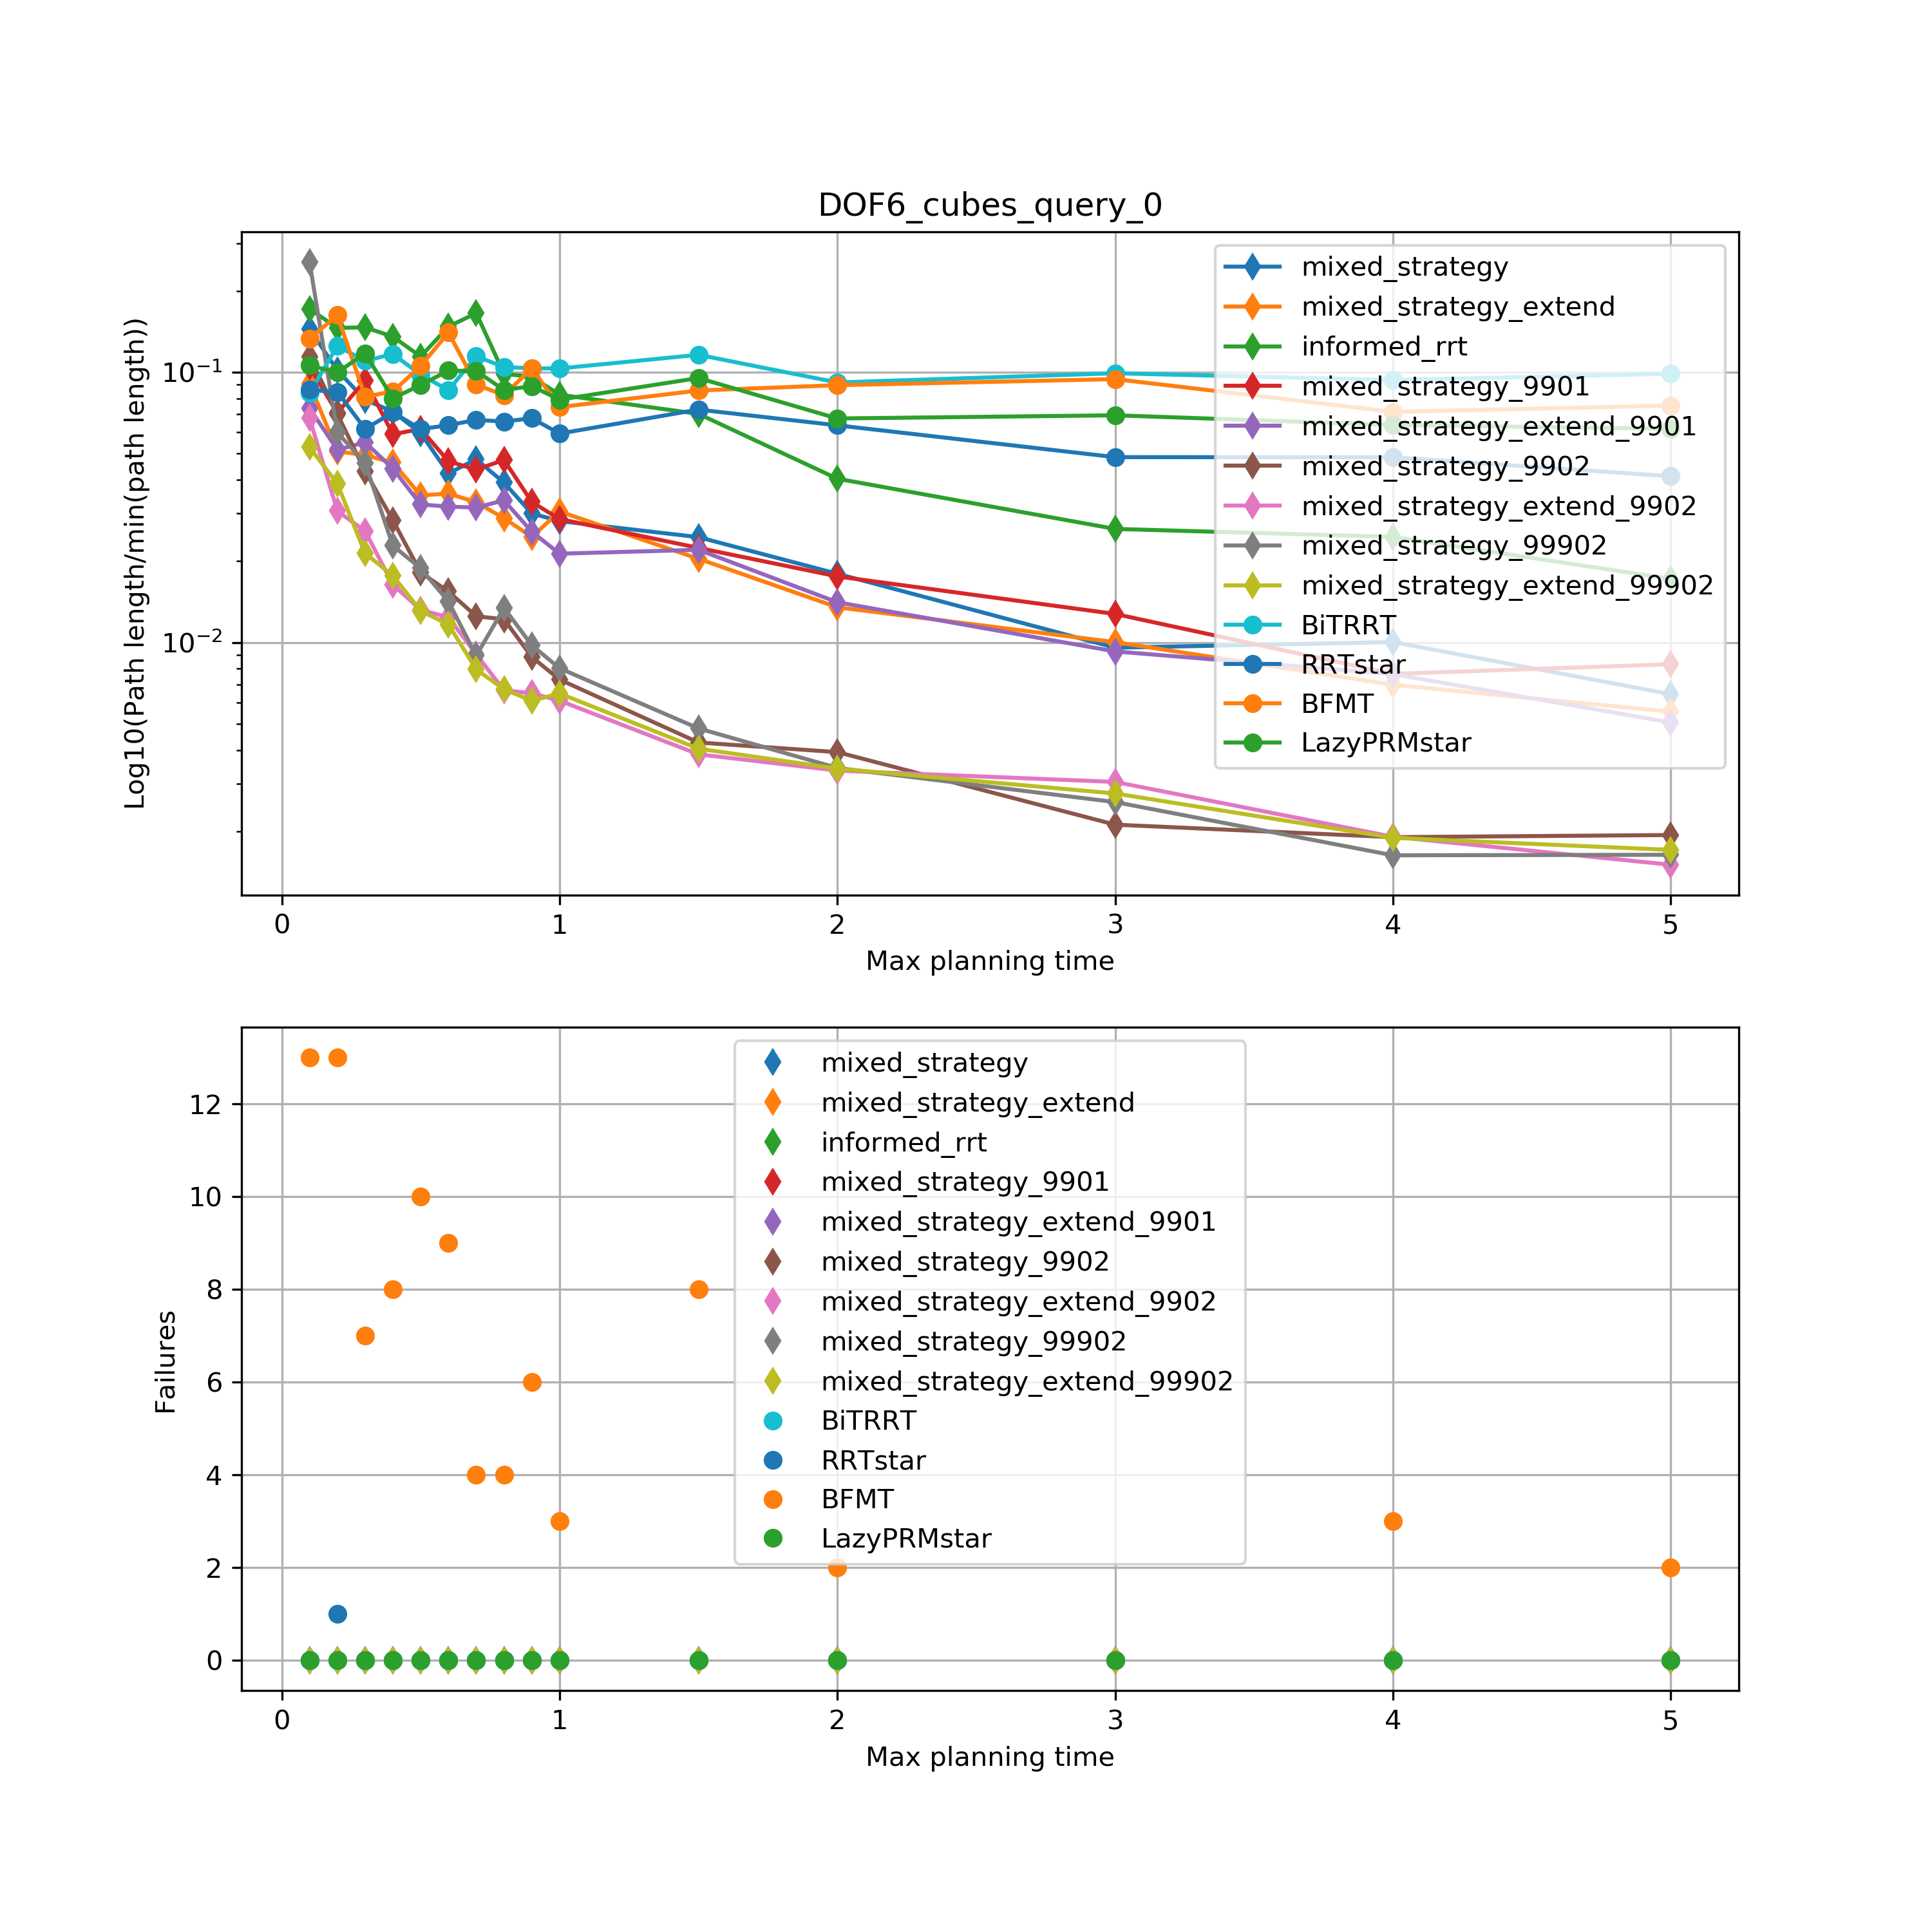 DOF6_cubes_query_0
Log10(Path length/min(path length))
10⁻¹
10⁻²
mixed_strategy
mixed_strategy_extend
informed_rrt
mixed_strategy_9901
mixed_strategy_extend_9901
mixed_strategy_9902
mixed_strategy_extend_9902
mixed_strategy_99902
mixed_strategy_extend_99902
BiTRRT
RRTstar
BFMT
LazyPRMstar
0 1 2 3 4 5
Max planning time
Failures
12
10
8
6
4
2
0
mixed_strategy
mixed_strategy_extend
informed_rrt
mixed_strategy_9901
mixed_strategy_extend_9901
mixed_strategy_9902
mixed_strategy_extend_9902
mixed_strategy_99902
mixed_strategy_extend_99902
BiTRRT
RRTstar
BFMT
LazyPRMstar
0 1 2 3 4 5
Max planning time